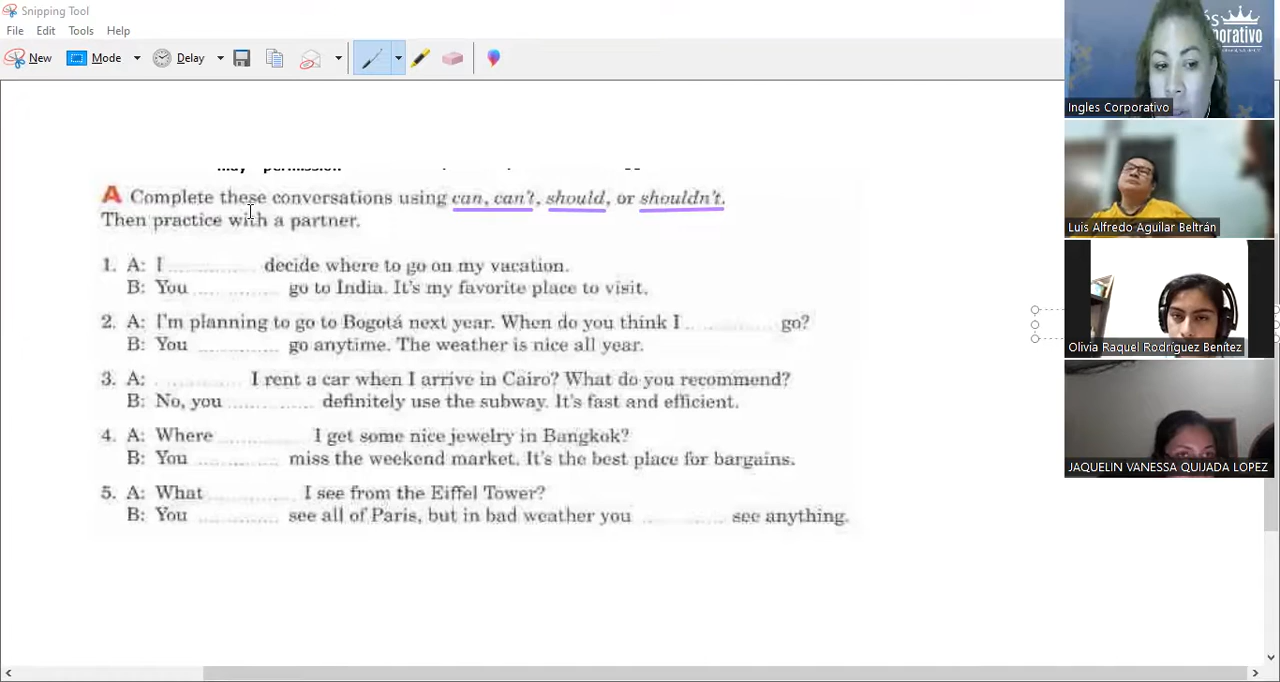 Snipping Tool
File Edit Tools Help
New Mode Delay
Ingles Corporativo
may permission
A Complete these conversations using can, can't, should, or shouldn't.
Then practice with a partner.
1. A: I ............ decide where to go on my vacation.
B: You ............ go to India. It's my favorite place to visit.
2. A: I'm planning to go to Bogotá next year. When do you think I ............ go?
B: You ............ go anytime. The weather is nice all year.
3. A: ............ I rent a car when I arrive in Cairo? What do you recommend?
B: No, you ............ definitely use the subway. It's fast and efficient.
4. A: Where ............ I get some nice jewelry in Bangkok?
B: You ............ miss the weekend market. It's the best place for bargains.
5. A: What ............ I see from the Eiffel Tower?
B: You ............ see all of Paris, but in bad weather you ............ see anything.
Luis Alfredo Aguilar Beltrán
Olivia Raquel Rodríguez Benítez
JAQUELIN VANESSA QUIJADA LOPEZ